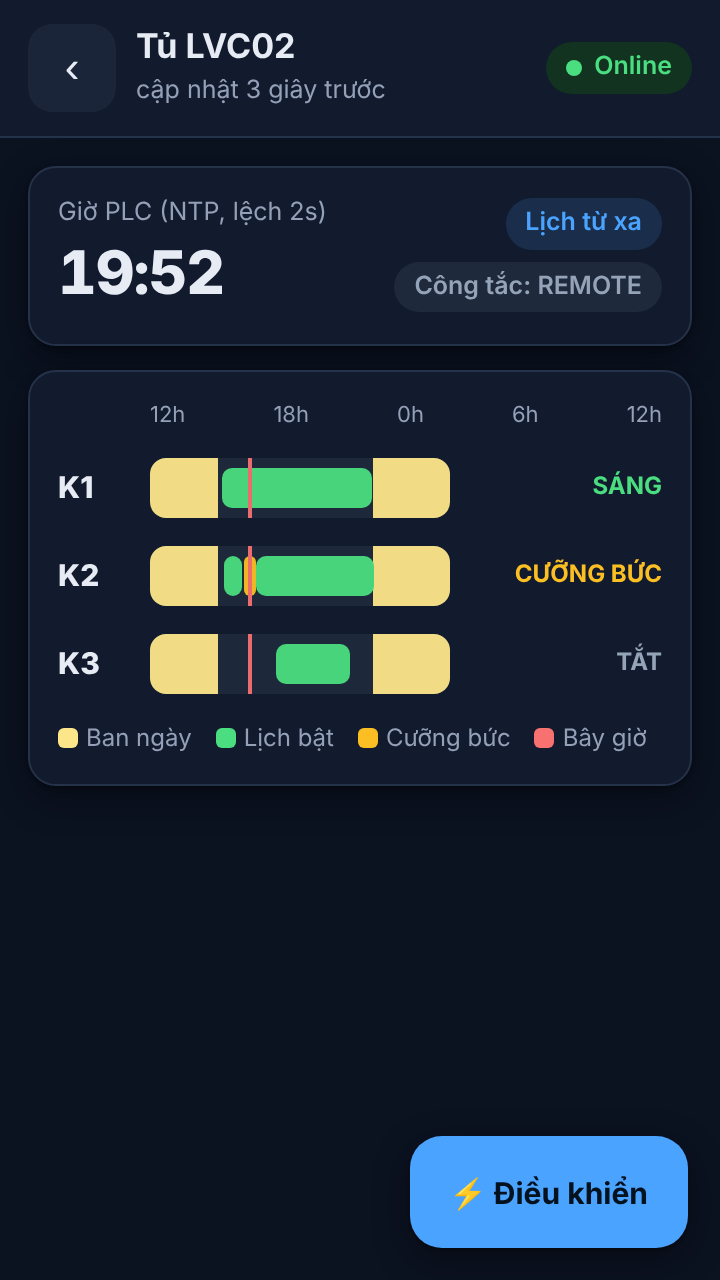 ‹
Tủ LVC02
cập nhật 3 giây trước
Online
Giờ PLC (NTP, lệch 2s)
19:52
Lịch từ xa
Công tắc: REMOTE
12h 18h 0h 6h 12h
K1 SÁNG
K2 CƯỠNG BỨC
K3 TẮT
Ban ngày Lịch bật Cưỡng bức Bây giờ
⚡ Điều khiển